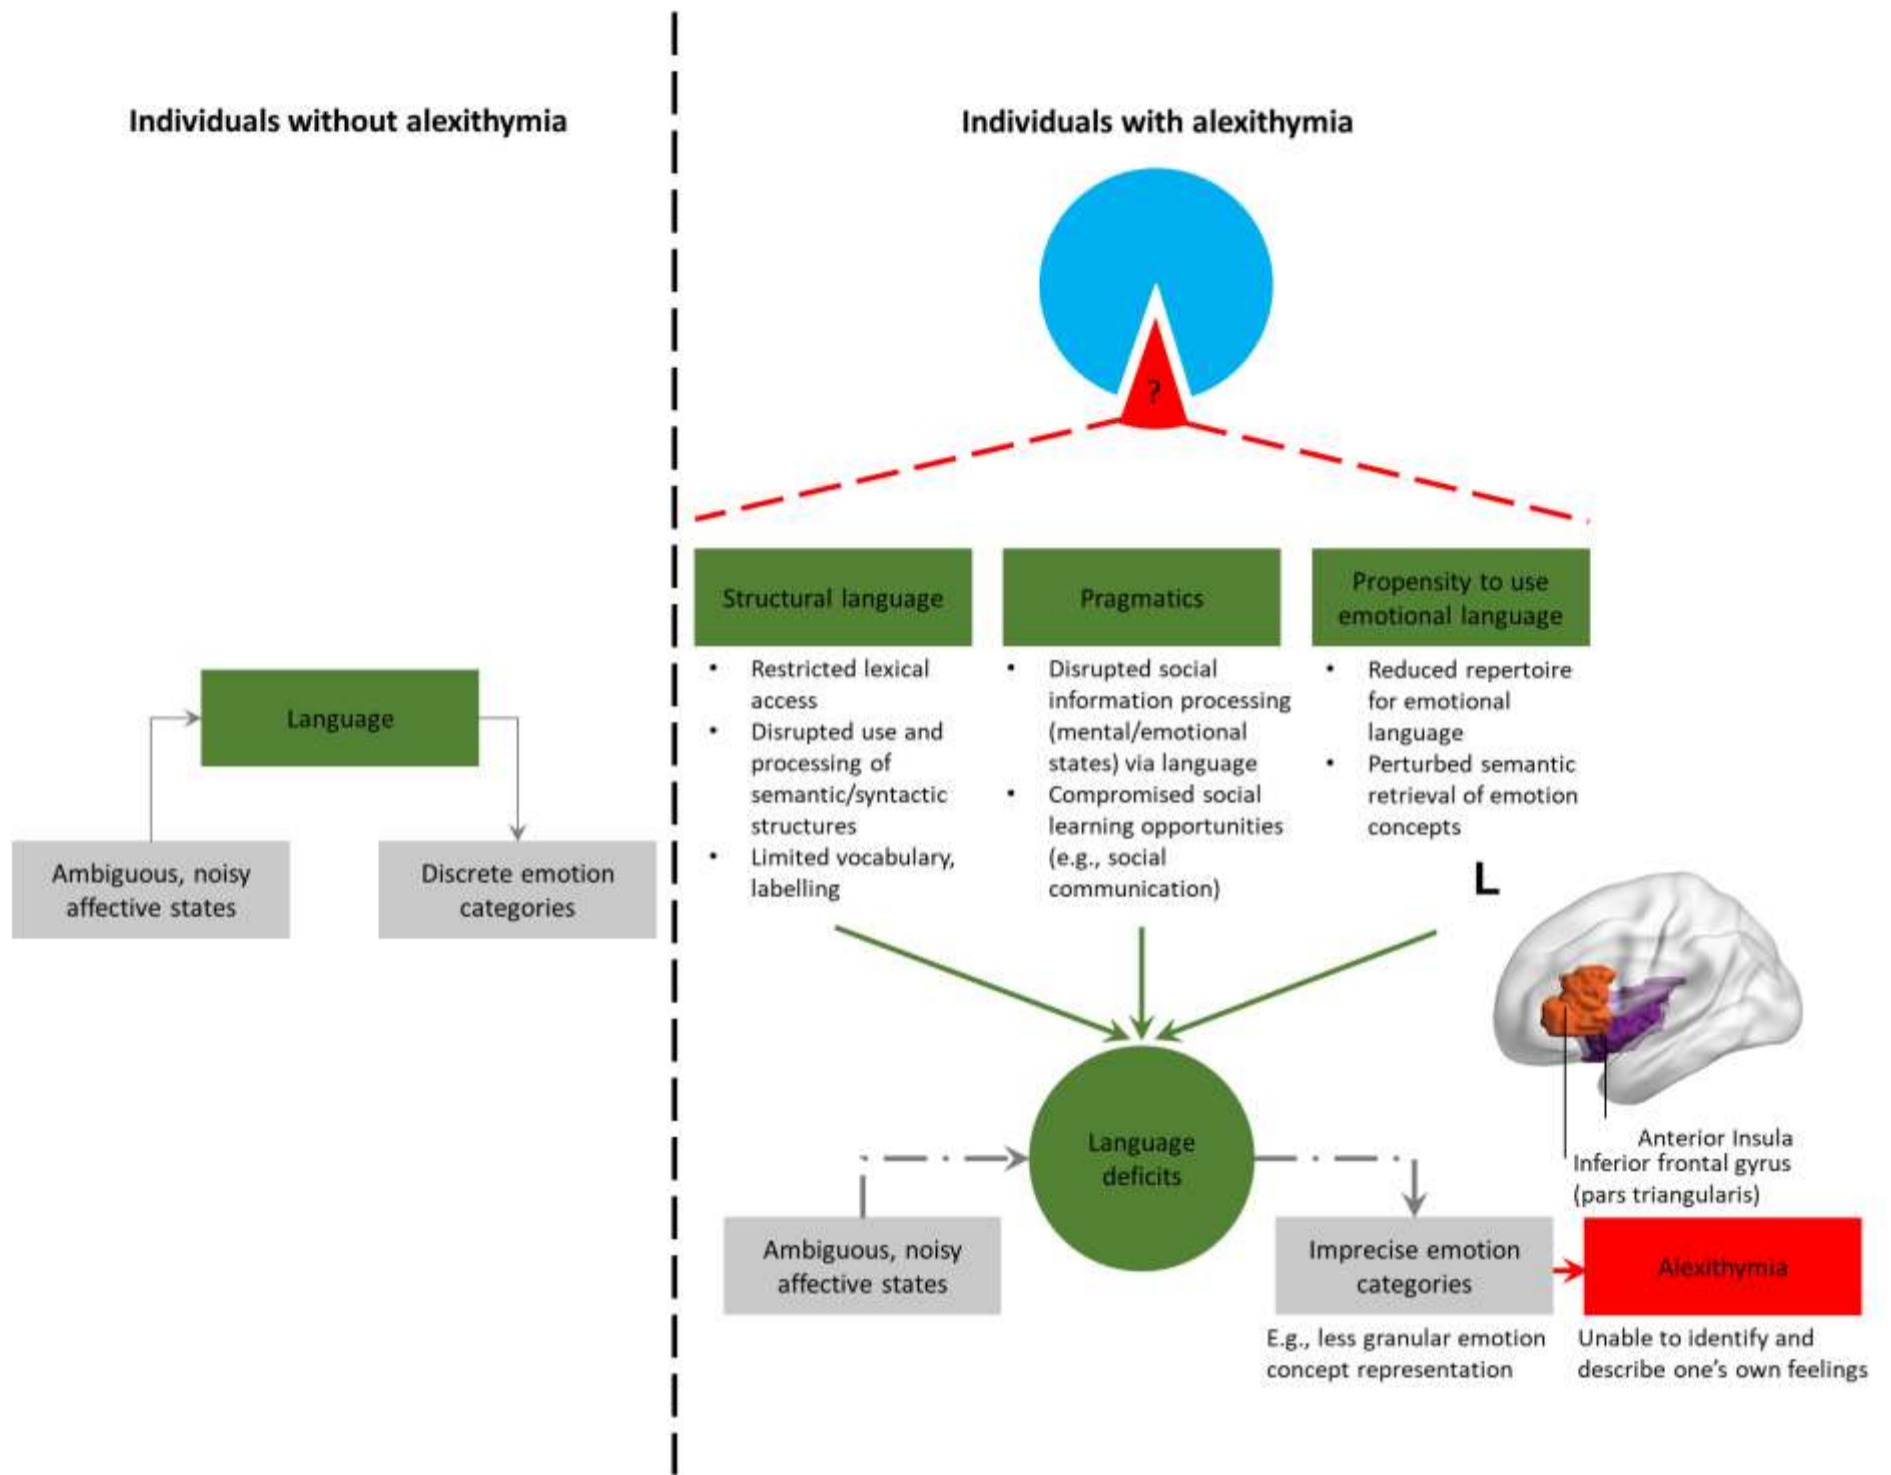 Individuals without alexithymia
Language
Ambiguous, noisy
affective states
Discrete emotion
categories
Individuals with alexithymia
?
Structural language
• Restricted lexical
access
• Disrupted use and
processing of
semantic/syntactic
structures
• Limited vocabulary,
labelling
Pragmatics
• Disrupted social
information processing
(mental/emotional
states) via language
• Compromised social
learning opportunities
(e.g., social
communication)
Propensity to use
emotional language
• Reduced repertoire
for emotional
language
• Perturbed semantic
retrieval of emotion
concepts
L
Anterior Insula
Inferior frontal gyrus
(pars triangularis)
Language
deficits
Ambiguous, noisy
affective states
Imprecise emotion
categories
E.g., less granular emotion
concept representation
Alexithymia
Unable to identify and
describe one's own feelings